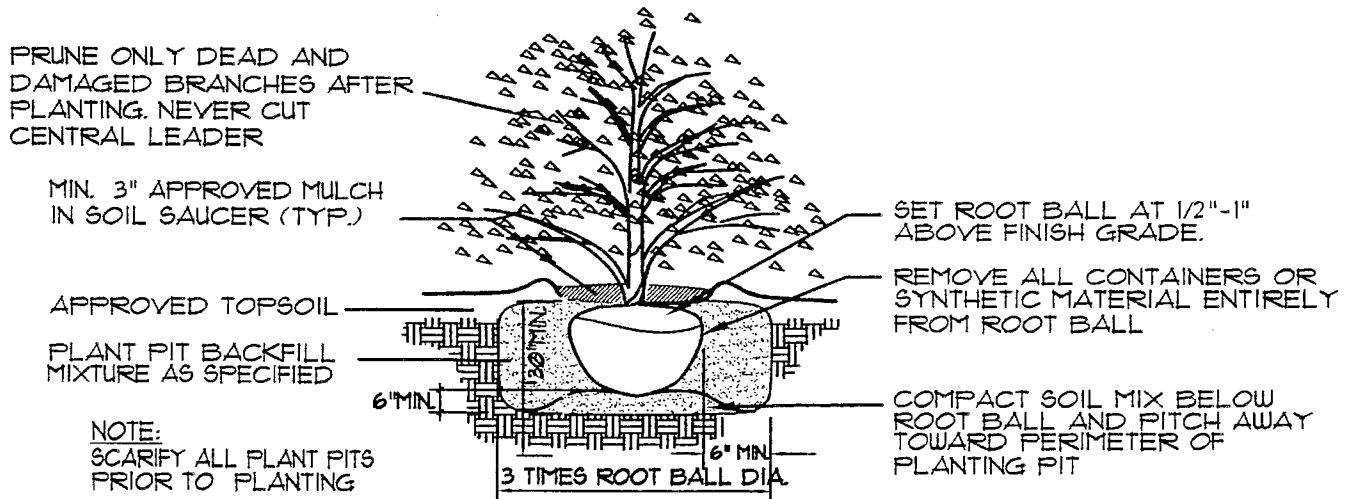 PRUNE ONLY DEAD AND
DAMAGED BRANCHES AFTER
PLANTING. NEVER CUT
CENTRAL LEADER
MIN. 3" APPROVED MULCH
IN SOIL SAUCER (TYP.)
APPROVED TOPSOIL
PLANT PIT BACKFILL
MIXTURE AS SPECIFIED
6"MIN.
NOTE:
SCARIFY ALL PLANT PITS
PRIOR TO PLANTING
30"MIN.
SET ROOT BALL AT 1/2"-1"
ABOVE FINISH GRADE.
REMOVE ALL CONTAINERS OR
SYNTHETIC MATERIAL ENTIRELY
FROM ROOT BALL
COMPACT SOIL MIX BELOW
ROOT BALL AND PITCH AWAY
TOWARD PERIMETER OF
PLANTING PIT
6" MIN.
3 TIMES ROOT BALL DIA.